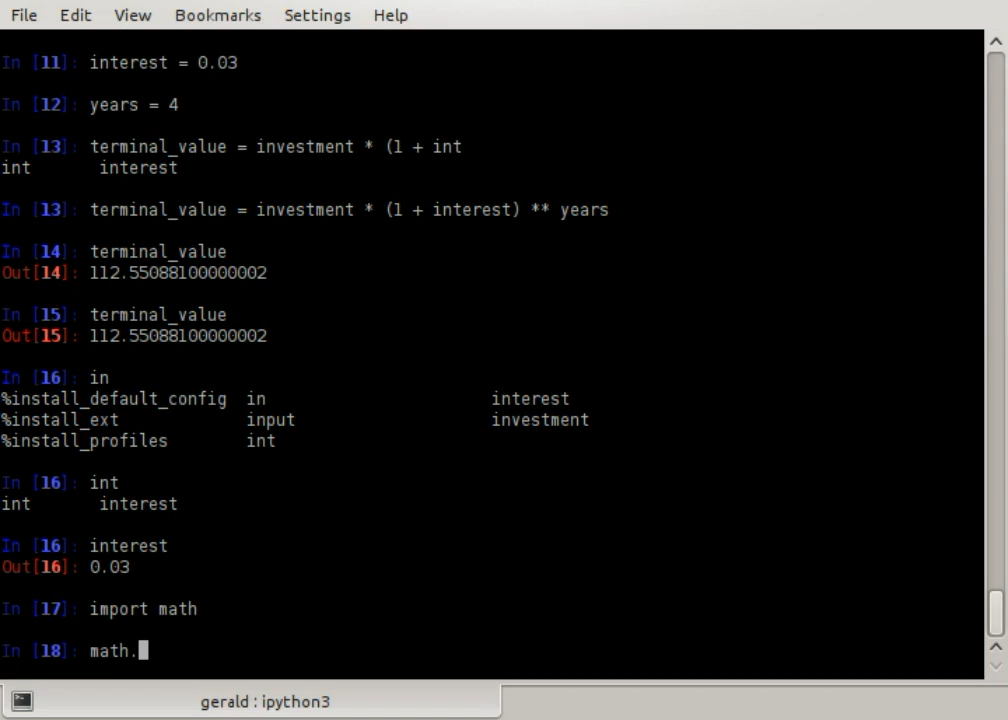 File Edit View Bookmarks Settings Help
In [11]: interest = 0.03
In [12]: years = 4
In [13]: terminal_value = investment * (1 + int
int interest
In [13]: terminal_value = investment * (1 + interest) ** years
In [14]: terminal_value
Out[14]: 112.55088100000002
In [15]: terminal_value
Out[15]: 112.55088100000002
In [16]: in
%install_default_config in interest
%install_ext input investment
%install_profiles int
In [16]: int
int interest
In [16]: interest
Out[16]: 0.03
In [17]: import math
In [18]: math.
gerald : ipython3